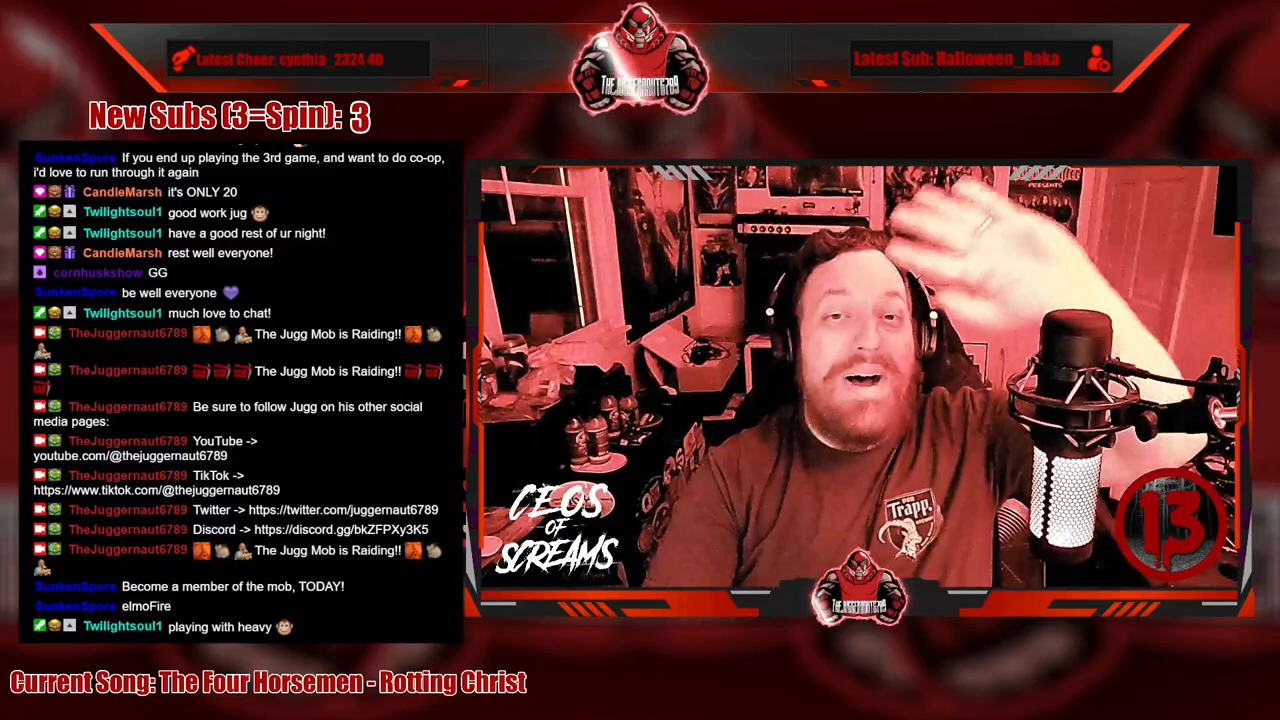 Latest Cheer: cynthia_2324 40
THEJUGGERNAUT6789
Latest Sub: Halloween_Baka
New Subs (3=Spin): 3
SunkenSpore If you end up playing the 3rd game, and want to do co-op,
i'd love to run through it again
CandleMarsh it's ONLY 20
Twilightsoul1 good work jug
Twilightsoul1 have a good rest of ur night!
CandleMarsh rest well everyone!
cornhuskshow GG
SunkenSpore be well everyone
Twilightsoul1 much love to chat!
TheJuggernaut6789 The Jugg Mob is Raiding!!
TheJuggernaut6789 The Jugg Mob is Raiding!!
TheJuggernaut6789 Be sure to follow Jugg on his other social
media pages:
TheJuggernaut6789 YouTube ->
youtube.com/@thejuggernaut6789
TheJuggernaut6789 TikTok ->
https://www.tiktok.com/@thejuggernaut6789
TheJuggernaut6789 Twitter -> https://twitter.com/juggernaut6789
TheJuggernaut6789 Discord -> https://discord.gg/bkZFPXy3K5
TheJuggernaut6789 The Jugg Mob is Raiding!!
SunkenSpore Become a member of the mob, TODAY!
SunkenSpore elmoFire
Twilightsoul1 playing with heavy
PRESENTS
CEOS
OF
SCREAMS
VON
Trapp
13
THEJUGGERNAUT6789
Current Song: The Four Horsemen - Rotting Christ